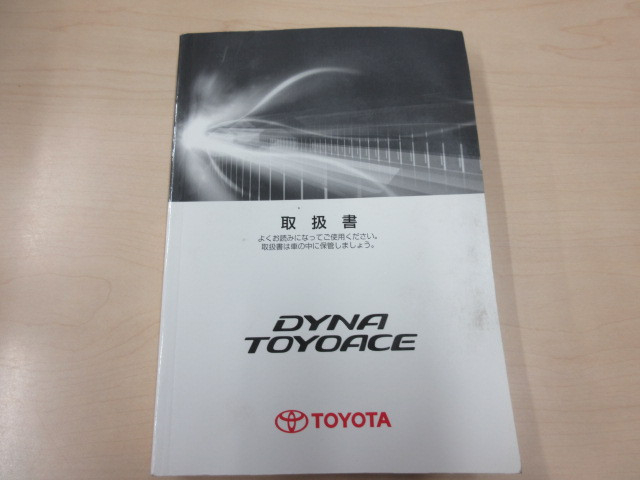 取扱書
よくお読みになってご使用ください。
取扱書は車の中に保管しましょう。
DYNA
TOYOACE
TOYOTA